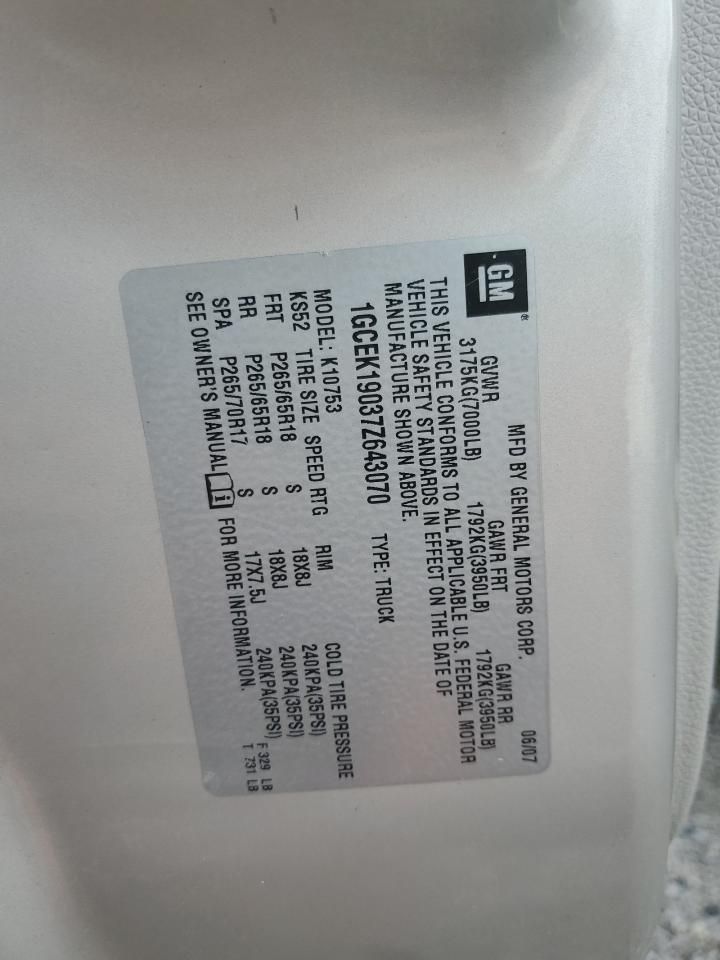 GM®
MFD BY GENERAL MOTORS CORP. 06/07
GVWR GAWR FRT GAWR RR
3175KG(7000LB) 1792KG(3950LB) 1792KG(3950LB)
THIS VEHICLE CONFORMS TO ALL APPLICABLE U.S. FEDERAL MOTOR
VEHICLE SAFETY STANDARDS IN EFFECT ON THE DATE OF
MANUFACTURE SHOWN ABOVE.
1GCEK19037Z643070 TYPE: TRUCK
MODEL: K10753
KS52 TIRE SIZE SPEED RTG RIM COLD TIRE PRESSURE
FRT P265/65R18 S 18X8J 240KPA(35PSI)
RR P265/65R18 S 18X8J 240KPA(35PSI)
SPA P265/70R17 S 17X7.5J 240KPA(35PSI)
SEE OWNER'S MANUAL i FOR MORE INFORMATION.
F 329 LB
T 731 LB